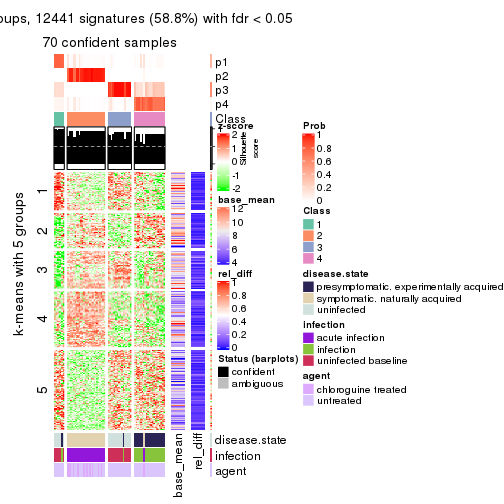 oups, 12441 signatures (58.8%) with fdr < 0.05
70 confident samples
p1
p2
p3
p4
Class
Silhouette
score
k-means with 5 groups
1
2
3
4
5
disease.state
infection
agent
base_mean
rel_diff
z-score
2
1
0
-1
-2
base_mean
12
10
8
6
4
rel_diff
1
0.8
0.6
0.4
0.2
0
Status (barplots)
confident
ambiguous
Prob
1
0.8
0.6
0.4
0.2
0
Class
1
2
3
4
disease.state
presymptomatic, experimentally acquired
symptomatic, naturally acquired
uninfected
infection
acute infection
infection
uninfected baseline
agent
chloroguine treated
untreated